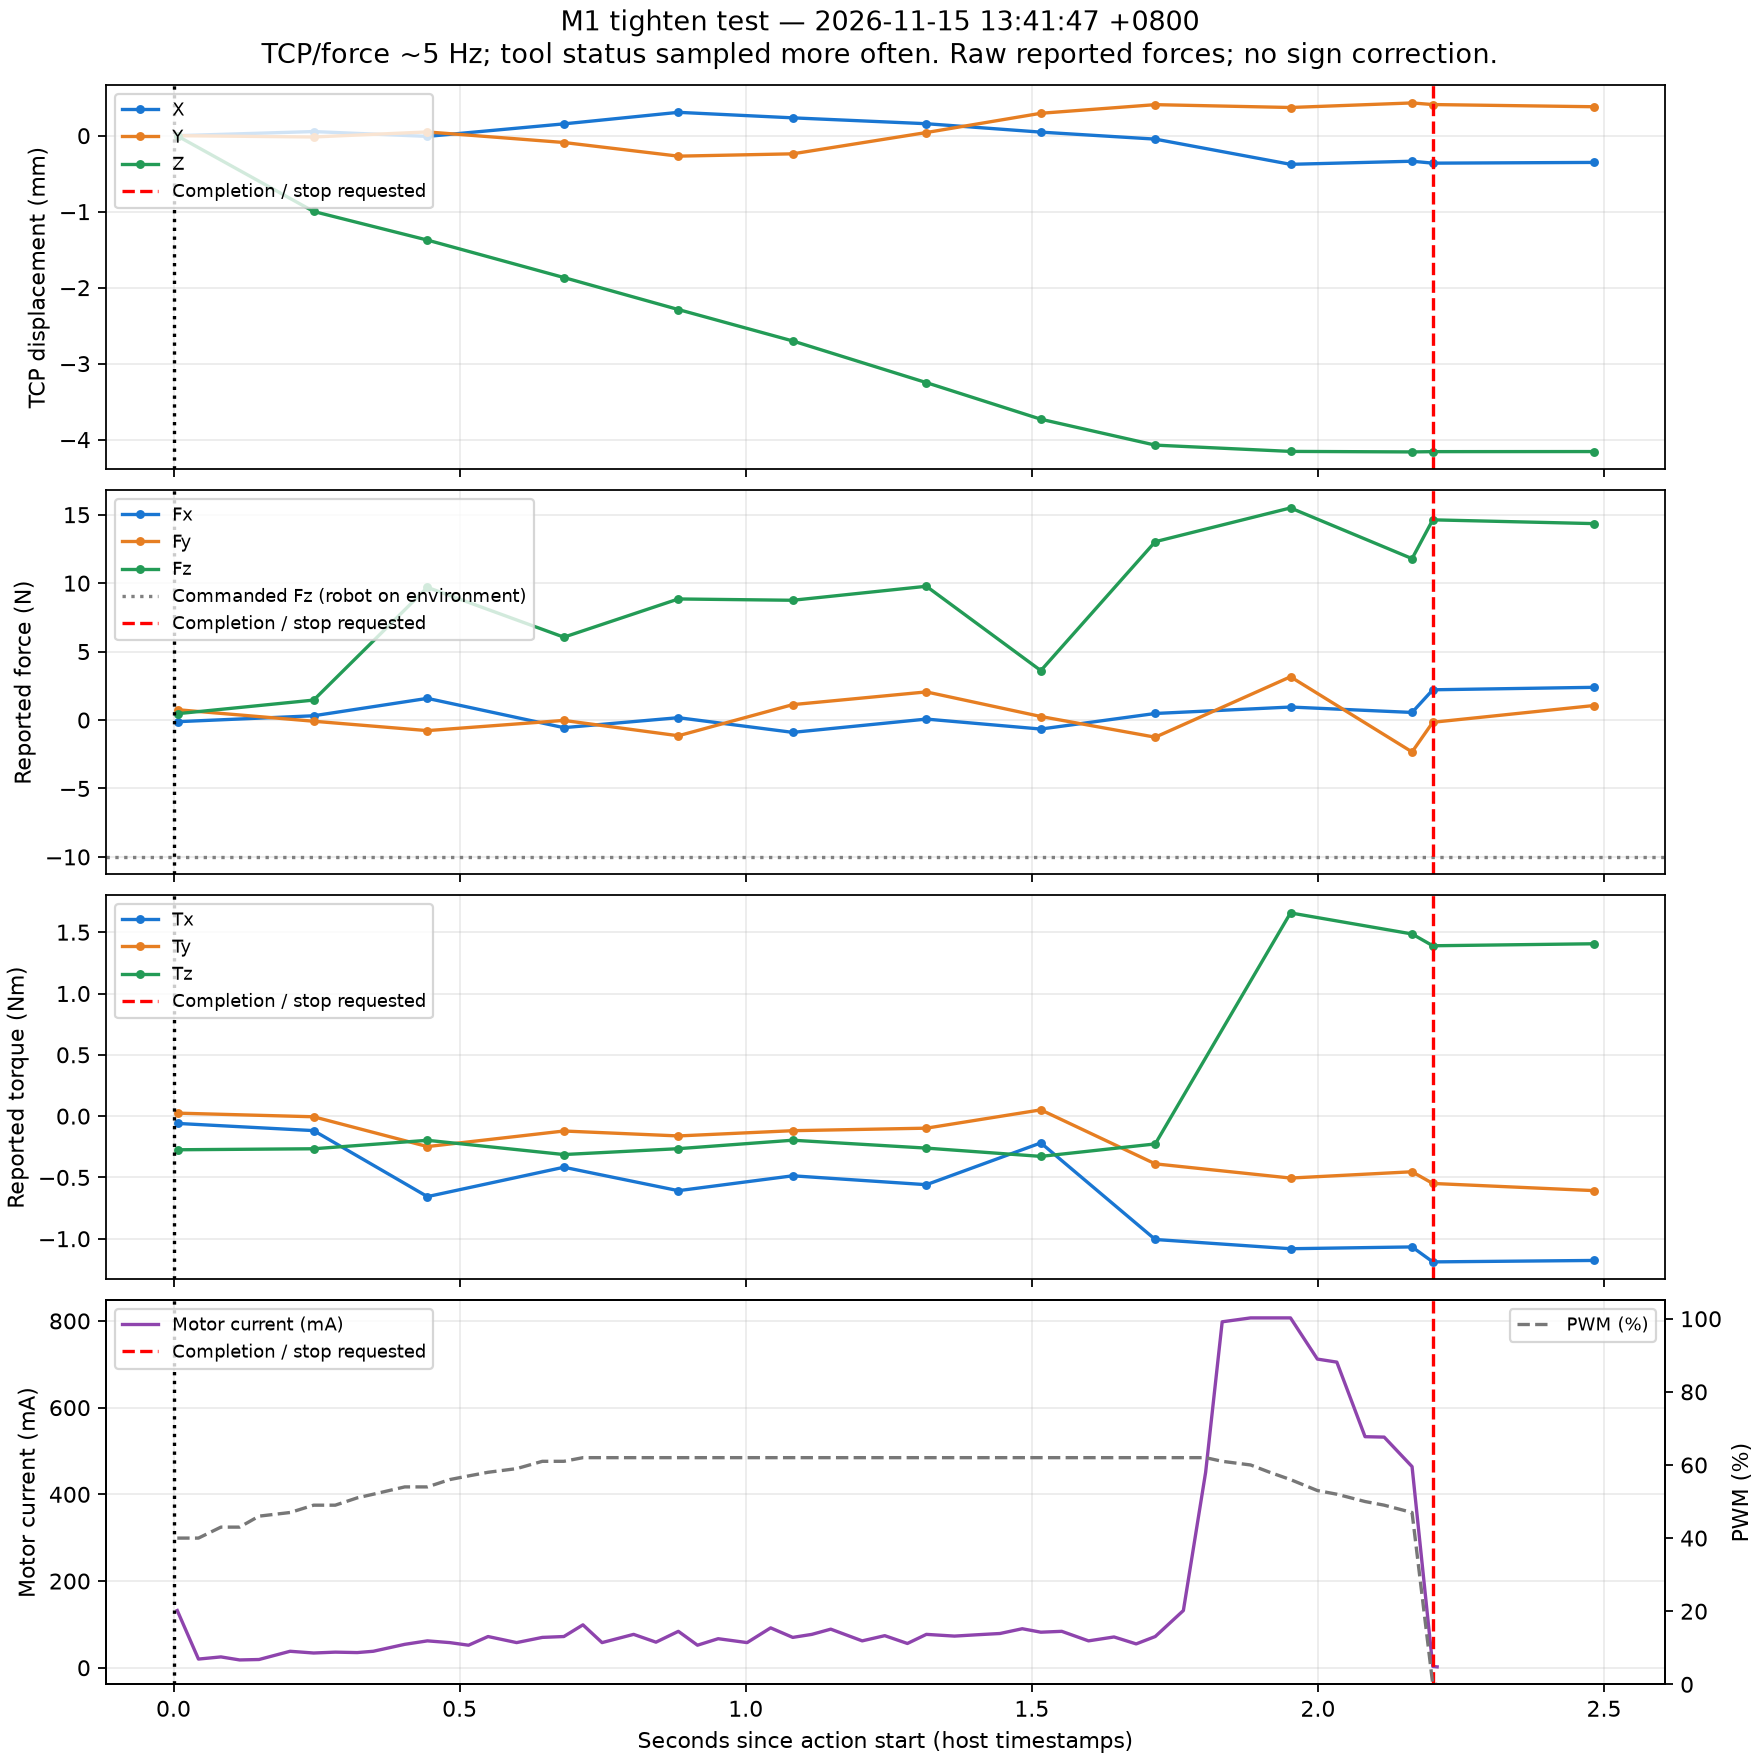 M1 tighten test — 2026-11-15 13:41:47 +0800
TCP/force ~5 Hz; tool status sampled more often. Raw reported forces; no sign correction.
TCP displacement (mm)
0
−1
−2
−3
−4
X
Y
Z
Completion / stop requested
Reported force (N)
15
10
5
0
−5
−10
Fx
Fy
Fz
Commanded Fz (robot on environment)
Completion / stop requested
Reported torque (Nm)
1.5
1.0
0.5
0.0
−0.5
−1.0
Tx
Ty
Tz
Completion / stop requested
Motor current (mA)
800
600
400
200
0
Motor current (mA)
Completion / stop requested
PWM (%)
100
80
60
40
20
0
PWM (%)
0.0 0.5 1.0 1.5 2.0 2.5
Seconds since action start (host timestamps)